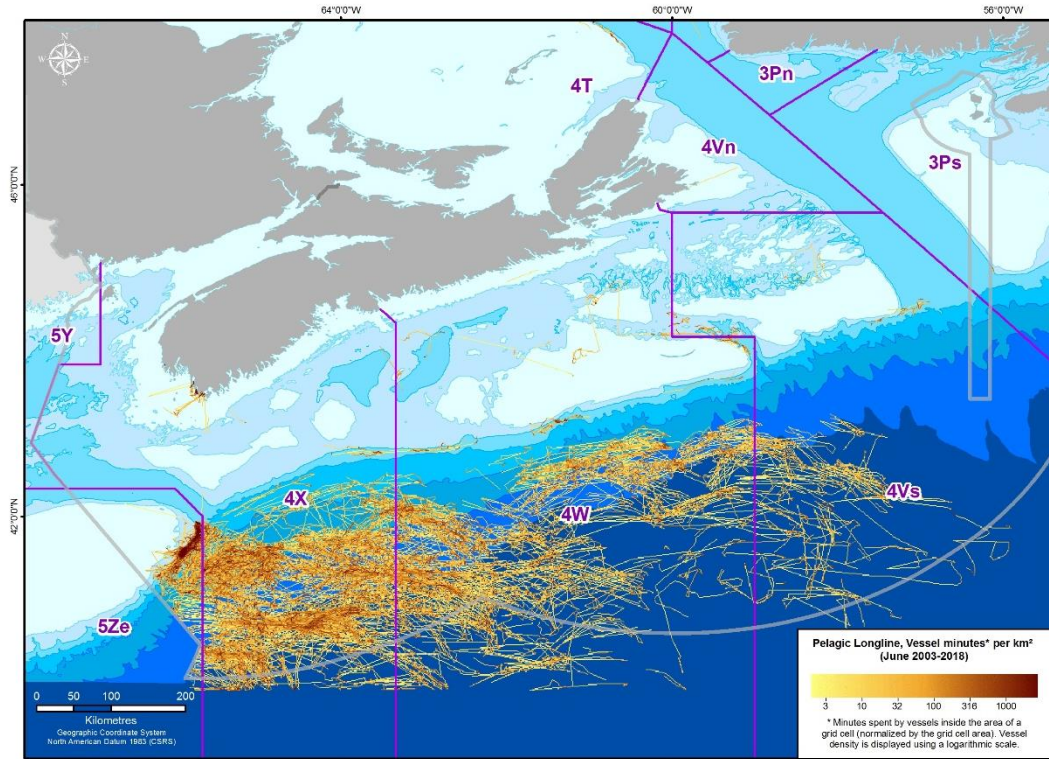 64°0'0"W 60°0'0"W 56°0'0"W
N
W E
S
4T
3Pn
4Vn
3Ps
46°0'0"N
5Y
4X
4W
4Vs
42°0'0"N
5Ze
0 50 100 200
Kilometres
Geographic Coordinate System
North American Datum 1983 (CSRS)
Pelagic Longline, Vessel minutes* per km²
(June 2003-2018)
3 10 32 100 316 1000
* Minutes spent by vessels inside the area of a
grid cell (normalized by the grid cell area). Vessel
density is displayed using a logarithmic scale.